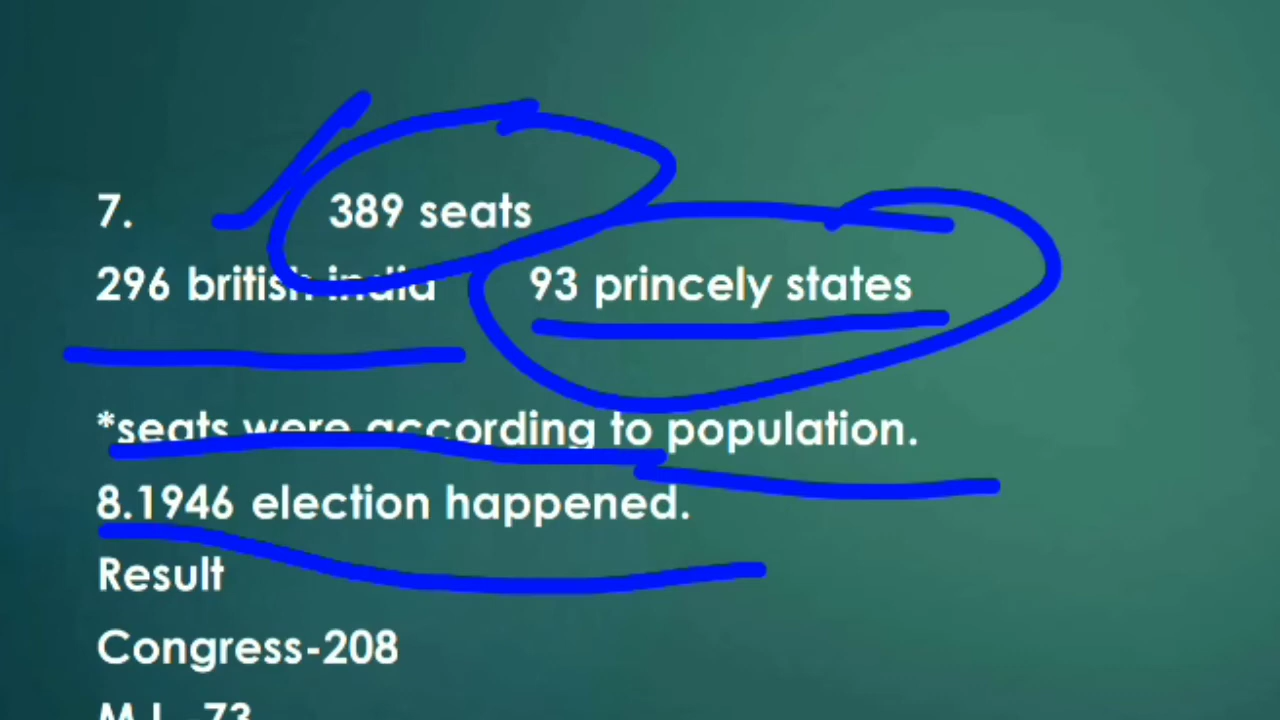 7. 389 seats
296 british india 93 princely states
*seats were according to population.
8.1946 election happened.
Result
Congress-208
M.L.-73